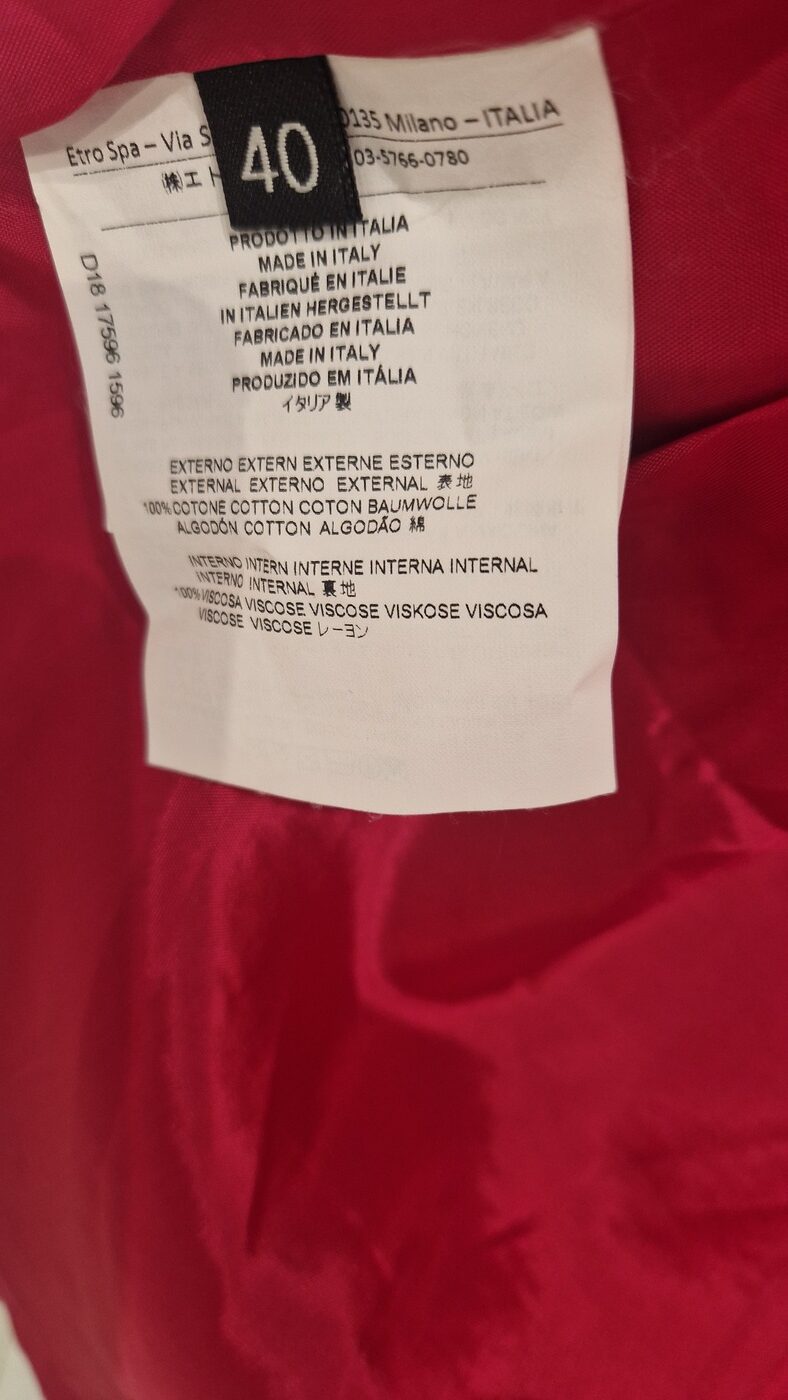 Etro Spa – Via S 0135 Milano – ITALIA
㈱エト 03-5766-0780
40
PRODOTTO IN ITALIA
MADE IN ITALY
FABRIQUÉ EN ITALIE
IN ITALIEN HERGESTELLT
FABRICADO EN ITALIA
MADE IN ITALY
PRODUZIDO EM ITÁLIA
イタリア製
D18 17596 1596
EXTERNO EXTERN EXTERNE ESTERNO
EXTERNAL EXTERNO EXTERNAL 表地
100% COTONE COTTON COTON BAUMWOLLE
ALGODÓN COTTON ALGODÃO 綿
INTERNO INTERN INTERNE INTERNA INTERNAL
INTERNO INTERNAL 裏地
100% VISCOSA VISCOSE VISCOSE VISKOSE VISCOSA
VISCOSE VISCOSE レーヨン